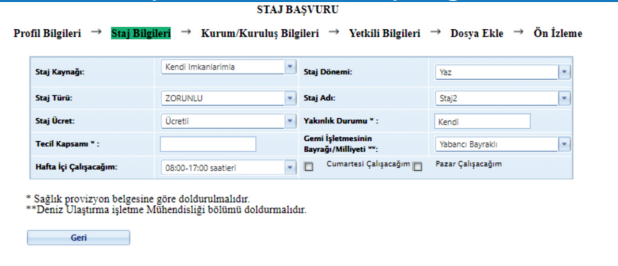 STAJ BAŞVURU
Profil Bilgileri → Staj Bilgileri → Kurum/Kuruluş Bilgileri → Yetkili Bilgileri → Dosya Ekle → Ön İzleme
Staj Kaynağı: Kendi Imkanlarimla Staj Dönemi: Yaz
Staj Türü: ZORUNLU Staj Adı: Staj2
Staj Ücret: Ücretli Yakınlık Durumu * : Kendi
Tecil Kapsamı * : Gemi İşletmesinin
Bayrağı/Milliyeti **: Yabancı Bayraklı
Hafta İçi Çalışacağım: 08:00-17:00 saatleri Cumartesi Çalışacağım Pazar Çalışacağım
* Sağlık provizyon belgesine göre doldurulmalıdır.
**Deniz Ulaştırma işletme Mühendisliği bölümü doldurmalıdır.
Geri